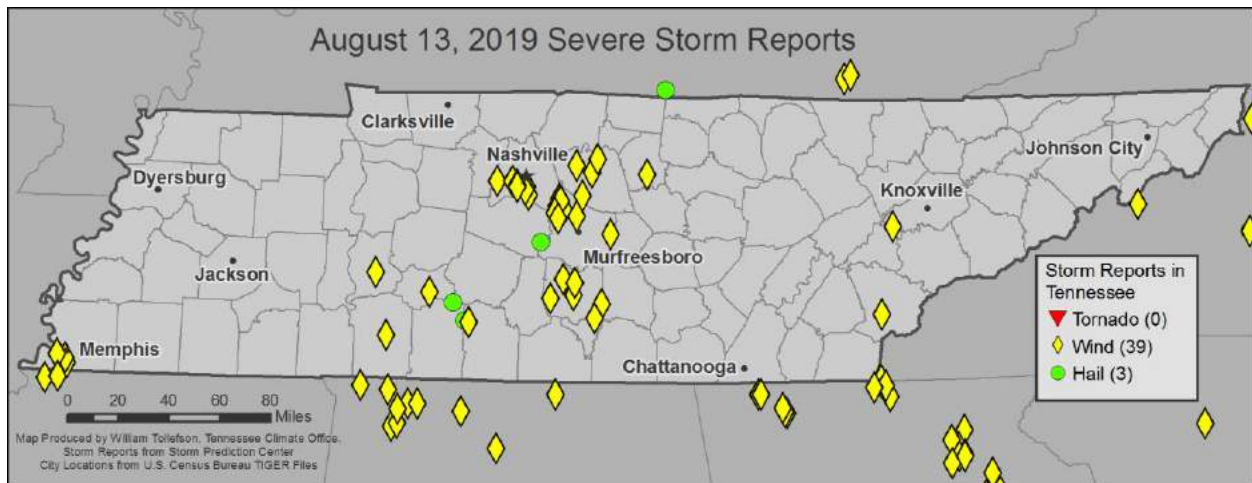 August 13, 2019 Severe Storm Reports
Clarksville
Nashville
Johnson City
Dyersburg
Knoxville
Murfreesboro
Jackson
Storm Reports in
Tennessee
Tornado (0)
Wind (39)
Hail (3)
Memphis
Chattanooga
0 20 40 60 80
Miles
Map Produced by William Tollefson, Tennessee Climate Office.
Storm Reports from Storm Prediction Center
City Locations from U.S. Census Bureau TIGER Files